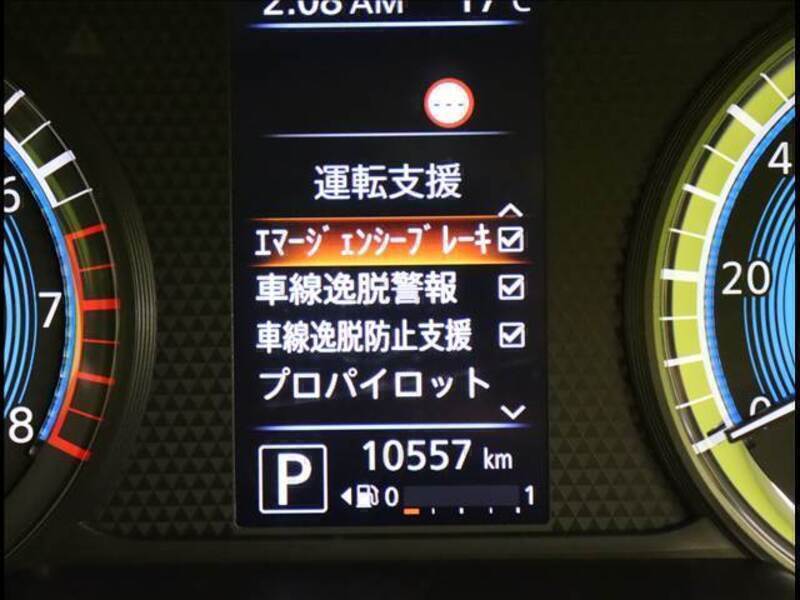 2:08 AM 17°C
運転支援
エマージェンシーブレーキ
車線逸脱警報
車線逸脱防止支援
プロパイロット
P
10557 km
0 1
6
7
8
4
20
0